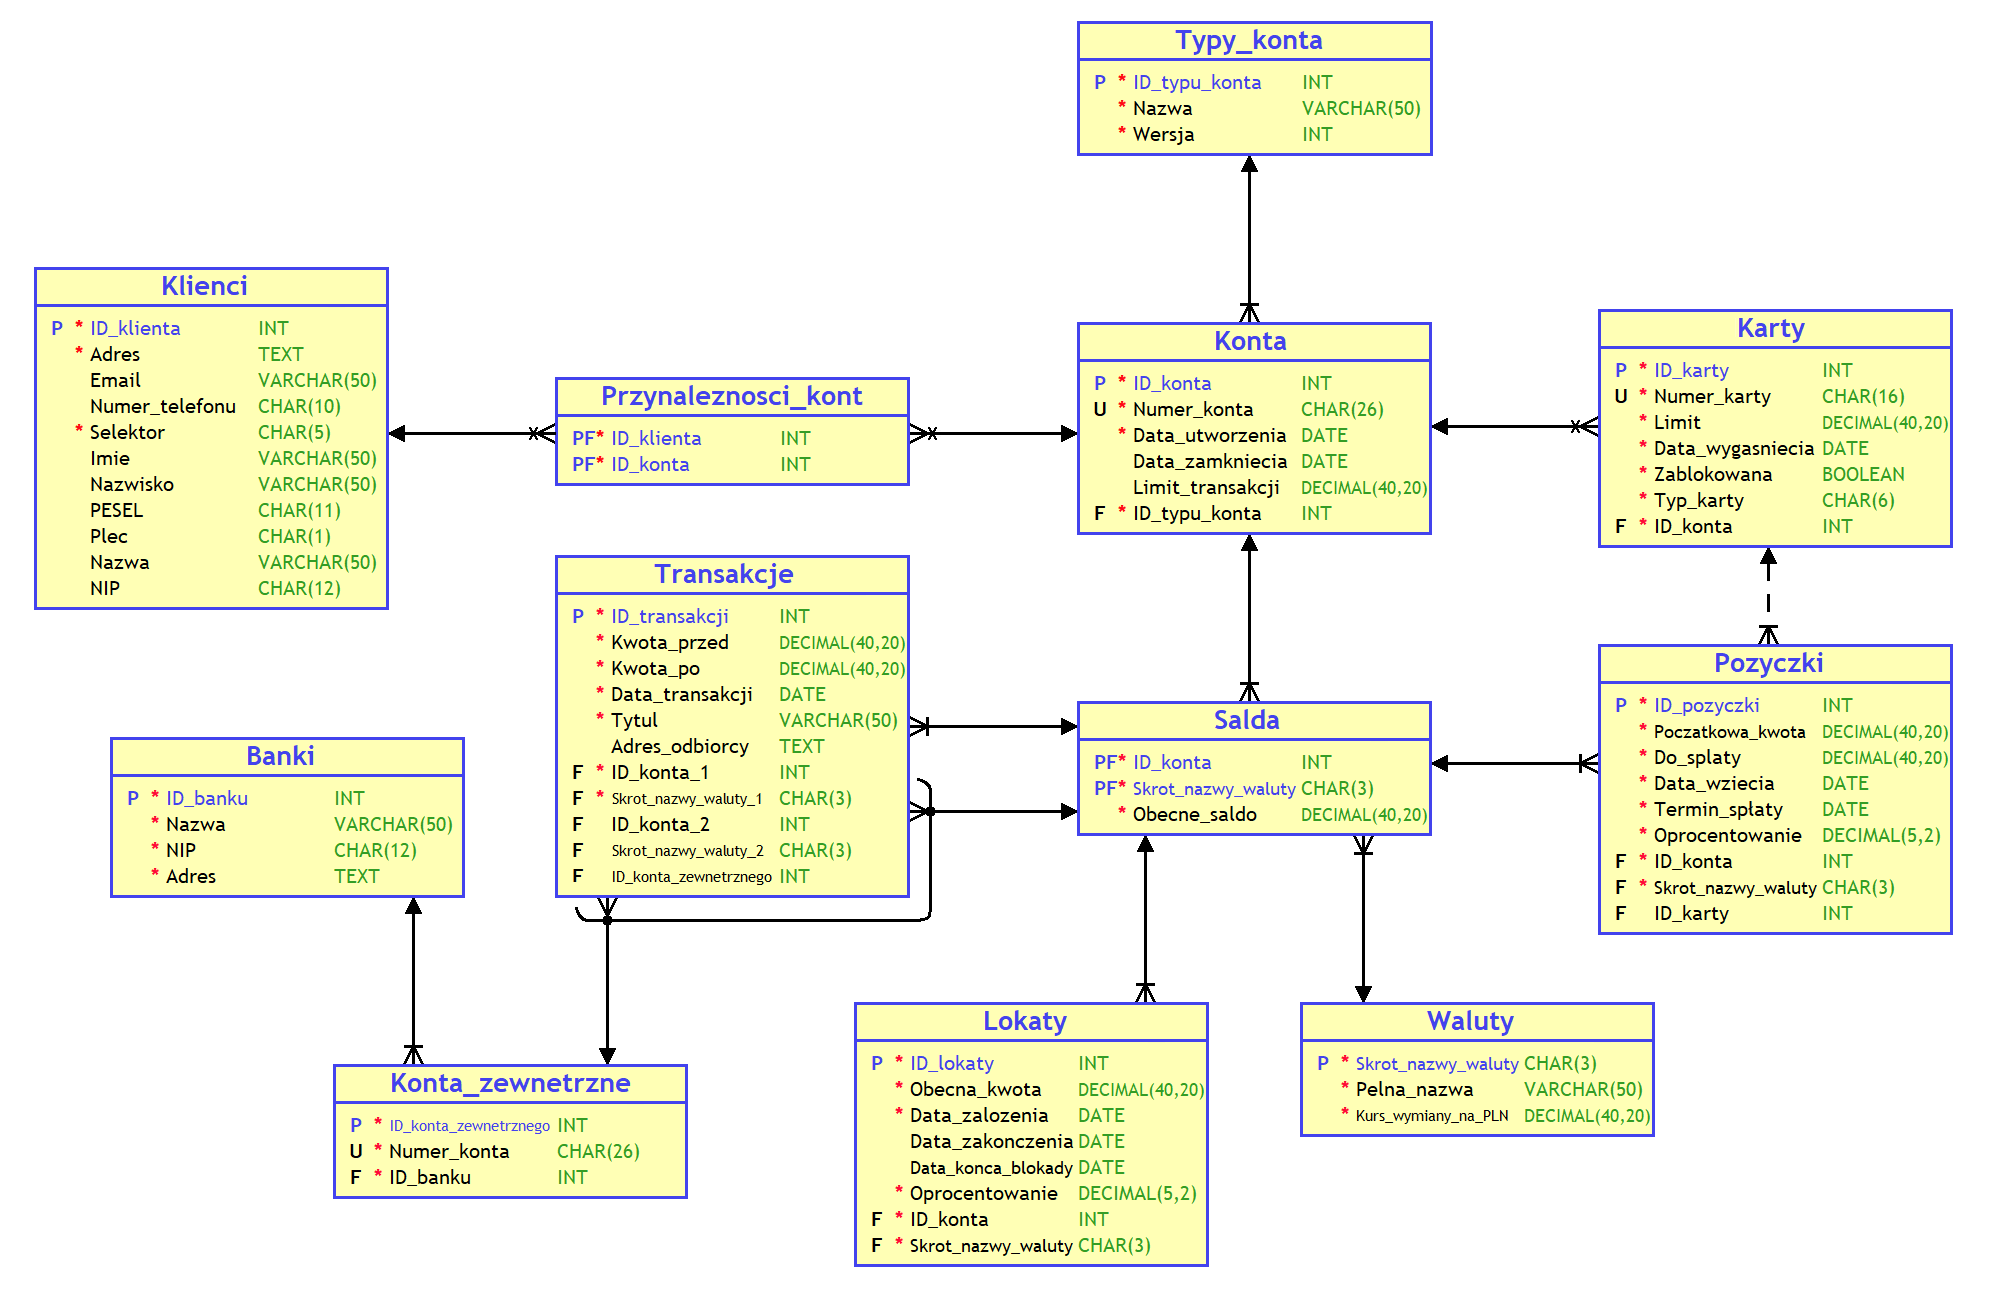 Typy_konta
P * ID_typu_konta INT
* Nazwa VARCHAR(50)
* Wersja INT
Klienci
P * ID_klienta INT
* Adres TEXT
Email VARCHAR(50)
Numer_telefonu CHAR(10)
* Selektor CHAR(5)
Imie VARCHAR(50)
Nazwisko VARCHAR(50)
PESEL CHAR(11)
Plec CHAR(1)
Nazwa VARCHAR(50)
NIP CHAR(12)
Przynaleznosci_kont
PF* ID_klienta INT
PF* ID_konta INT
Konta
P * ID_konta INT
U * Numer_konta CHAR(26)
* Data_utworzenia DATE
Data_zamkniecia DATE
Limit_transakcji DECIMAL(40,20)
F * ID_typu_konta INT
Karty
P * ID_karty INT
U * Numer_karty CHAR(16)
* Limit DECIMAL(40,20)
* Data_wygasniecia DATE
* Zablokowana BOOLEAN
* Typ_karty CHAR(6)
F * ID_konta INT
Transakcje
P * ID_transakcji INT
* Kwota_przed DECIMAL(40,20)
* Kwota_po DECIMAL(40,20)
* Data_transakcji DATE
* Tytul VARCHAR(50)
Adres_odbiorcy TEXT
F * ID_konta_1 INT
F * Skrot_nazwy_waluty_1 CHAR(3)
F ID_konta_2 INT
F Skrot_nazwy_waluty_2 CHAR(3)
F ID_konta_zewnetrznego INT
Salda
PF* ID_konta INT
PF* Skrot_nazwy_waluty CHAR(3)
* Obecne_saldo DECIMAL(40,20)
Pozyczki
P * ID_pozyczki INT
* Poczatkowa_kwota DECIMAL(40,20)
* Do_splaty DECIMAL(40,20)
* Data_wziecia DATE
* Termin_spłaty DATE
* Oprocentowanie DECIMAL(5,2)
F * ID_konta INT
F * Skrot_nazwy_waluty CHAR(3)
F ID_karty INT
Banki
P * ID_banku INT
* Nazwa VARCHAR(50)
* NIP CHAR(12)
* Adres TEXT
Konta_zewnetrzne
P * ID_konta_zewnetrznego INT
U * Numer_konta CHAR(26)
F * ID_banku INT
Lokaty
P * ID_lokaty INT
* Obecna_kwota DECIMAL(40,20)
* Data_zalozenia DATE
Data_zakonczenia DATE
Data_konca_blokady DATE
* Oprocentowanie DECIMAL(5,2)
F * ID_konta INT
F * Skrot_nazwy_waluty CHAR(3)
Waluty
P * Skrot_nazwy_waluty CHAR(3)
* Pelna_nazwa VARCHAR(50)
* Kurs_wymiany_na_PLN DECIMAL(40,20)